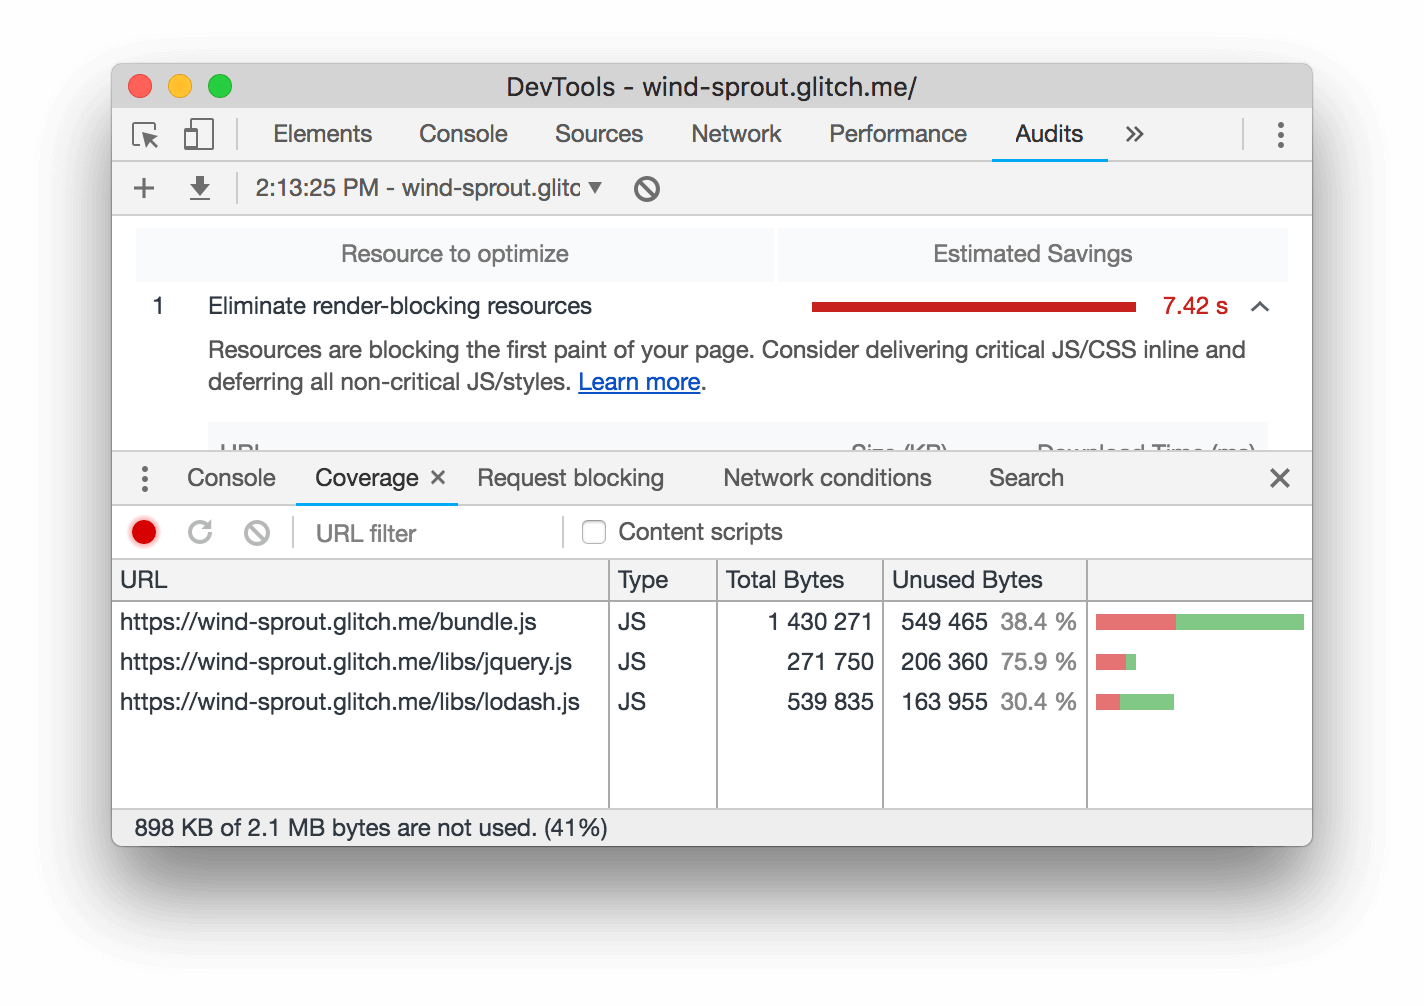 DevTools - wind-sprout.glitch.me/
Elements Console Sources Network Performance Audits »
2:13:25 PM - wind-sprout.glitc ▼
Resource to optimize Estimated Savings
1 Eliminate render-blocking resources 7.42 s
Resources are blocking the first paint of your page. Consider delivering critical JS/CSS inline and
deferring all non-critical JS/styles. Learn more.
URL Size (KB) Download Time (ms)
Console Coverage × Request blocking Network conditions Search ×
URL filter Content scripts
URL Type Total Bytes Unused Bytes
https://wind-sprout.glitch.me/bundle.js JS 1 430 271 549 465 38.4 %
https://wind-sprout.glitch.me/libs/jquery.js JS 271 750 206 360 75.9 %
https://wind-sprout.glitch.me/libs/lodash.js JS 539 835 163 955 30.4 %
898 KB of 2.1 MB bytes are not used. (41%)